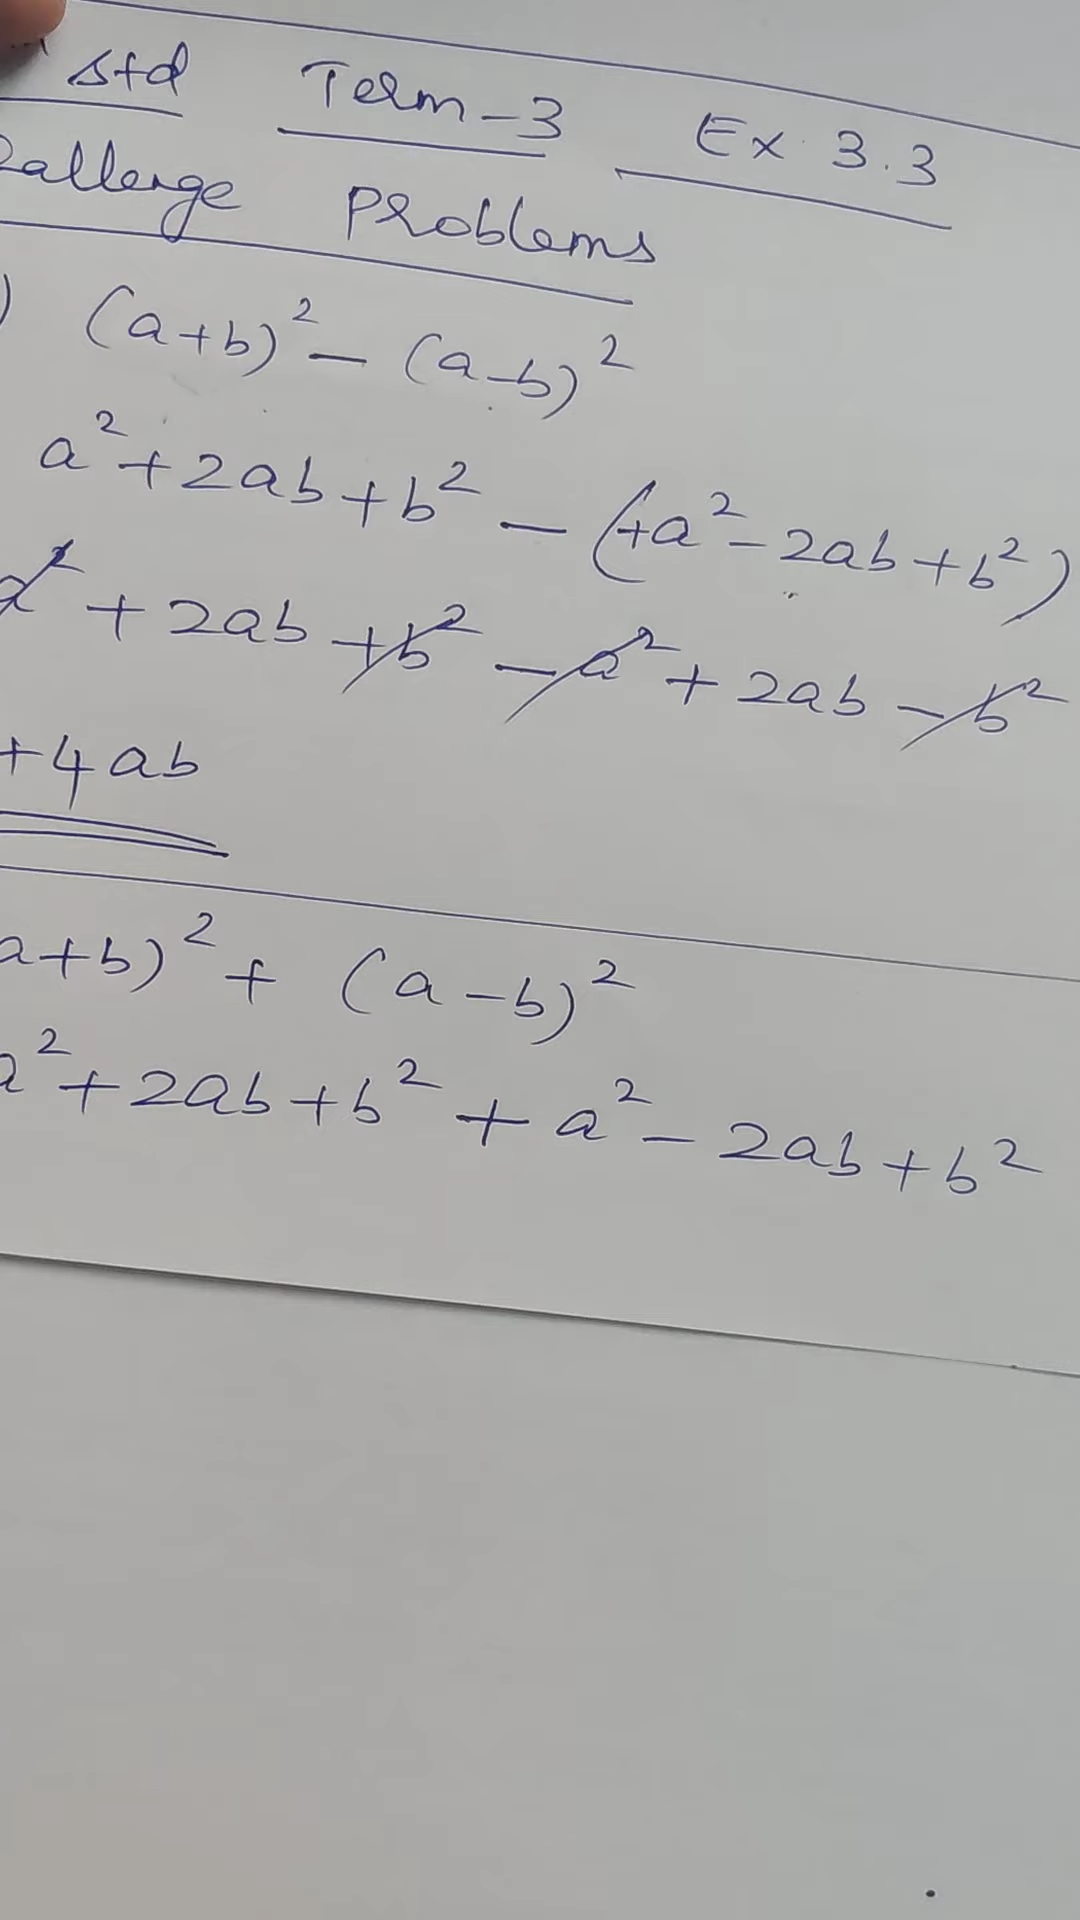 std Term-3 Ex 3.3
Problems
(a+b)² - (a-b)²
a² + 2ab + b² - (+a² - 2ab + b²)
a² + 2ab + b² - a² + 2ab - b²
+4ab
a+b)² + (a-b)²
a² + 2ab + b² + a² - 2ab + b²